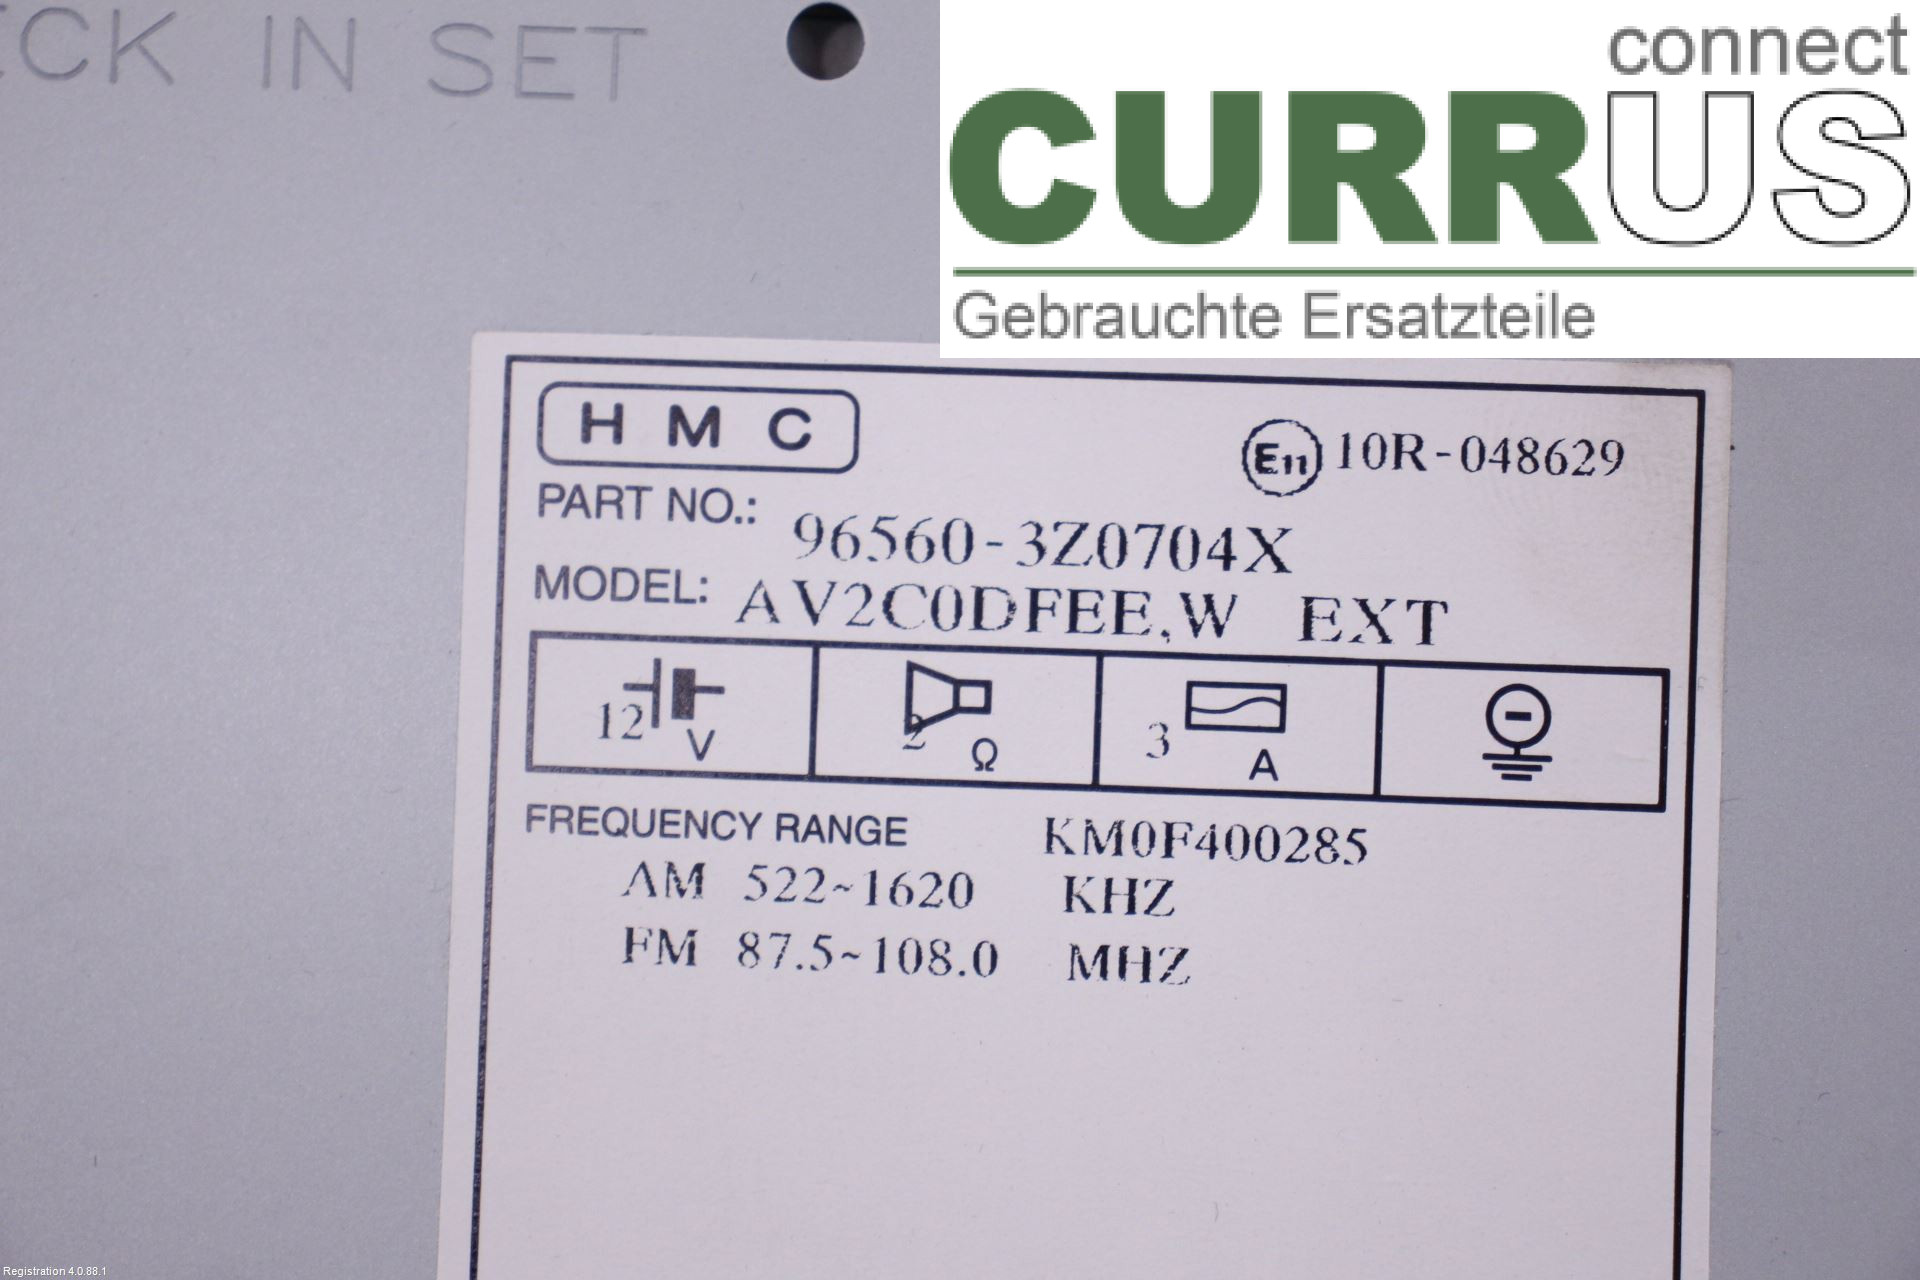 CK IN SET
connect
CURRUS
Gebrauchte Ersatzteile
HMC
E11 10R-048629
PART NO.: 96560-3Z0704X
MODEL: AV2C0DFEE,W EXT
12 V 2 Ω 3 A
FREQUENCY RANGE KM0F400285
AM 522~1620 KHZ
FM 87.5~108.0 MHZ
Registration 4.0.88.1